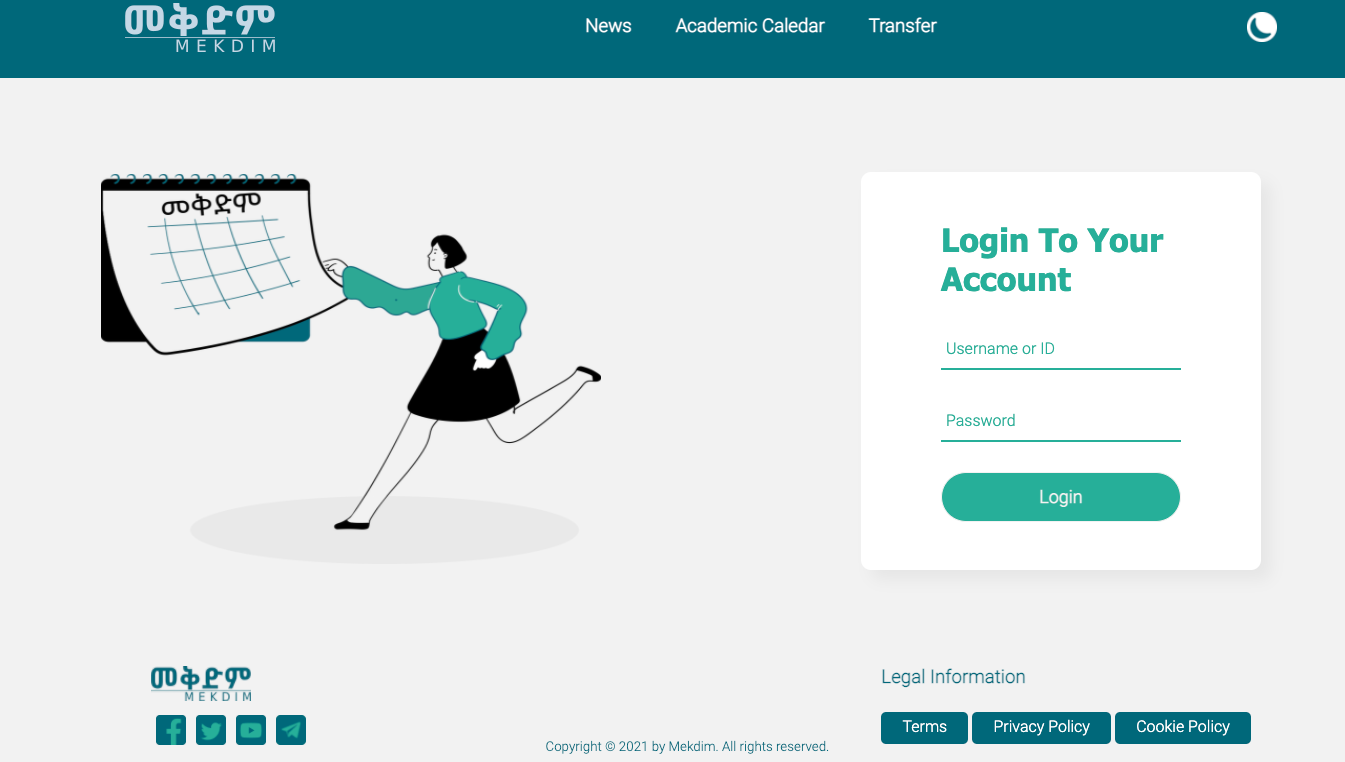 መቅድም
MEKDIM
News
Academic Caledar
Transfer
መቅድም
Login To Your
Account
Username or ID
Password
Login
መቅድም
MEKDIM
Legal Information
Terms
Privacy Policy
Cookie Policy
Copyright © 2021 by Mekdim. All rights reserved.